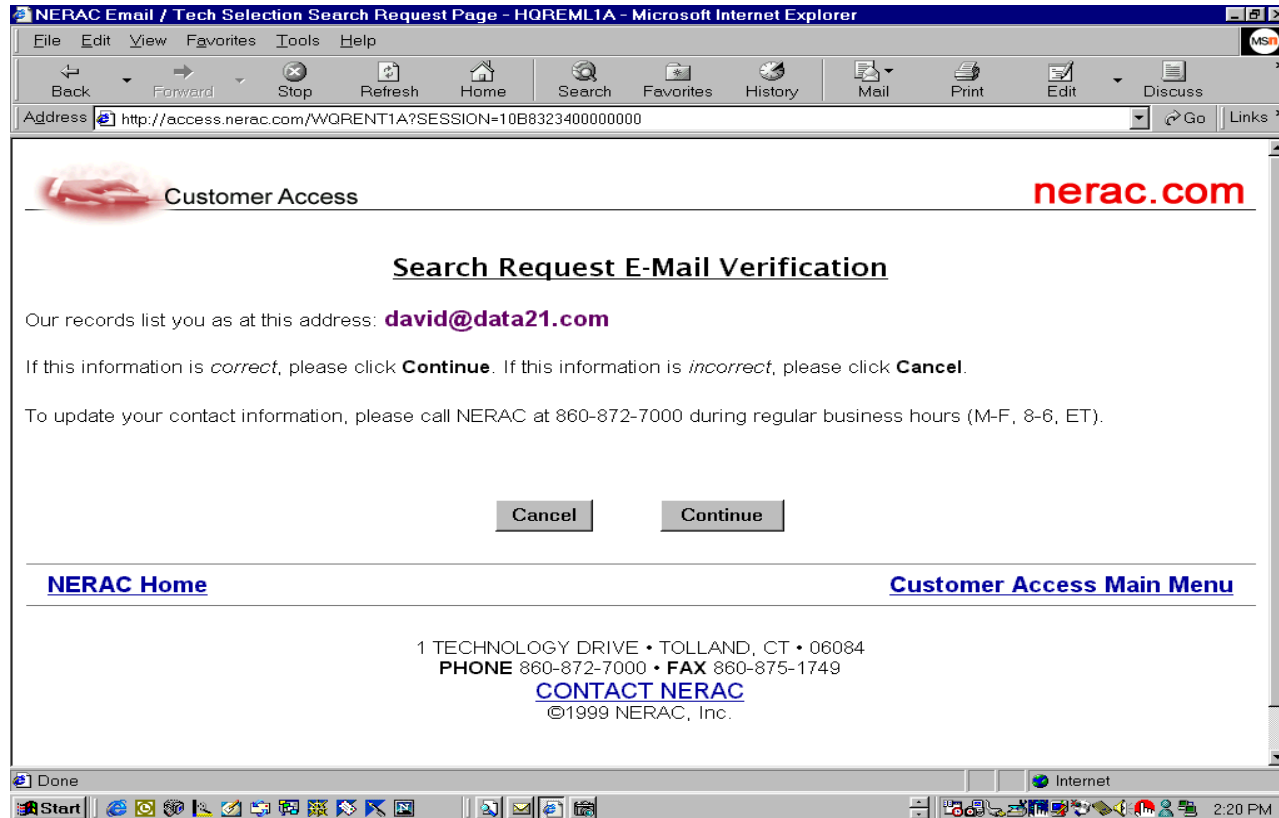 NERAC Email / Tech Selection Search Request Page - HQREML1A - Microsoft Internet Explorer
File Edit View Favorites Tools Help
msn
Back Forward Stop Refresh Home Search Favorites History Mail Print Edit Discuss
Address http://access.nerac.com/WQRENT1A?SESSION=10B8323400000000 Go Links
Customer Access nerac.com
Search Request E-Mail Verification
Our records list you as at this address: david@data21.com
If this information is correct, please click Continue. If this information is incorrect, please click Cancel.
To update your contact information, please call NERAC at 860-872-7000 during regular business hours (M-F, 8-6, ET).
Cancel Continue
NERAC Home Customer Access Main Menu
1 TECHNOLOGY DRIVE • TOLLAND, CT • 06084
PHONE 860-872-7000 • FAX 860-875-1749
CONTACT NERAC
©1999 NERAC, Inc.
Done Internet
Start 2:20 PM